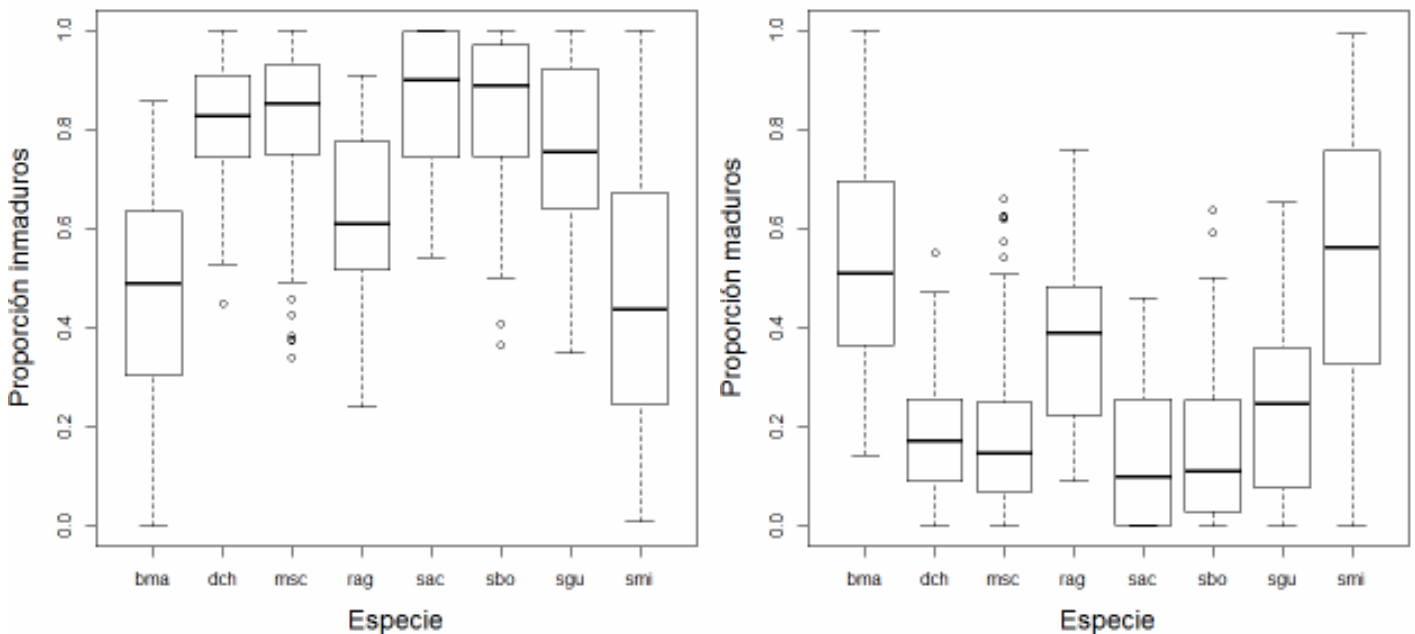 Proporción inmaduros
1.0
0.8
0.6
0.4
0.2
0.0
bma dch msc rag sac sbo sgu smi
Especie
Proporción maduros
1.0
0.8
0.6
0.4
0.2
0.0
bma dch msc rag sac sbo sgu smi
Especie